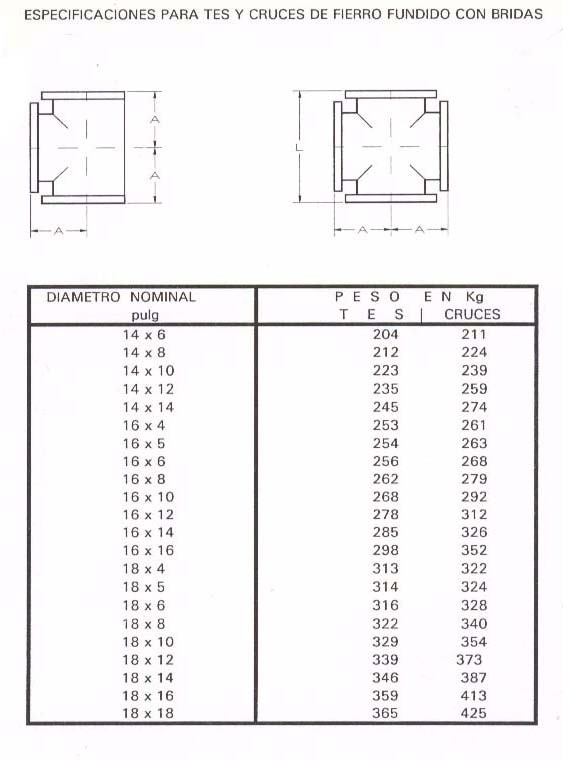 ESPECIFICACIONES PARA TES Y CRUCES DE FIERRO FUNDIDO CON BRIDAS
A
A
A
L
A
A
DIAMETRO NOMINAL P E S O E N Kg
pulg T E S | CRUCES
14 x 6 204 211
14 x 8 212 224
14 x 10 223 239
14 x 12 235 259
14 x 14 245 274
16 x 4 253 261
16 x 5 254 263
16 x 6 256 268
16 x 8 262 279
16 x 10 268 292
16 x 12 278 312
16 x 14 285 326
16 x 16 298 352
18 x 4 313 322
18 x 5 314 324
18 x 6 316 328
18 x 8 322 340
18 x 10 329 354
18 x 12 339 373
18 x 14 346 387
18 x 16 359 413
18 x 18 365 425